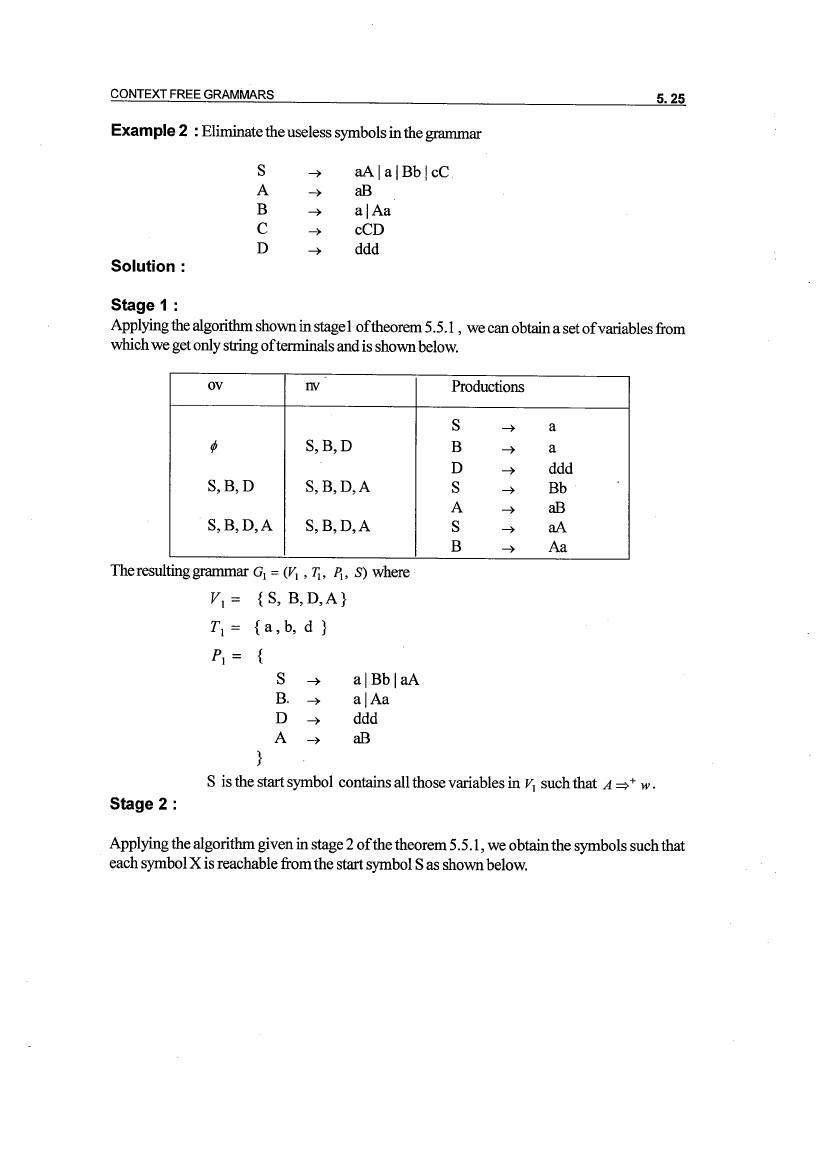 CONTEXT FREE GRAMMARS 5. 25
Example 2 : Eliminate the useless symbols in the grammar
S → aA | a | Bb | cC
A → aB
B → a | Aa
C → cCD
D → ddd
Solution :
Stage 1 :
Applying the algorithm shown in stage1 of theorem 5.5.1 , we can obtain a set of variables from
which we get only string of terminals and is shown below.
ov nv Productions
S → a
ϕ S, B, D B → a
D → ddd
S, B, D S, B, D, A S → Bb
A → aB
S, B, D, A S, B, D, A S → aA
B → Aa
The resulting grammar G₁ = (V₁ , T₁, P₁, S) where
V₁ = { S, B, D, A }
T₁ = { a , b, d }
P₁ = {
S → a | Bb | aA
B. → a | Aa
D → ddd
A → aB
}
S is the start symbol contains all those variables in V₁ such that A ⇒⁺ w .
Stage 2 :
Applying the algorithm given in stage 2 of the theorem 5.5.1, we obtain the symbols such that
each symbol X is reachable from the start symbol S as shown below.